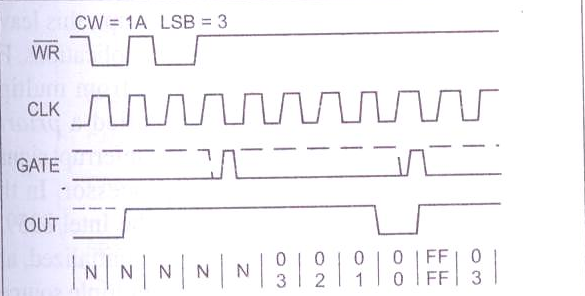 CW = 1A LSB = 3
WR
CLK
GATE
OUT
N N N N N 0 0 0 0 FF 0
3 2 1 0 FF 3